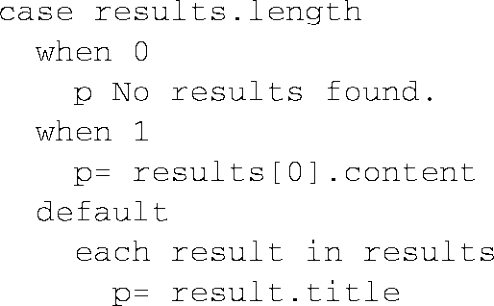 case results.length
  when 0
    p No results found.
  when 1
    p= results[0].content
  default
    each result in results
      p= result.title